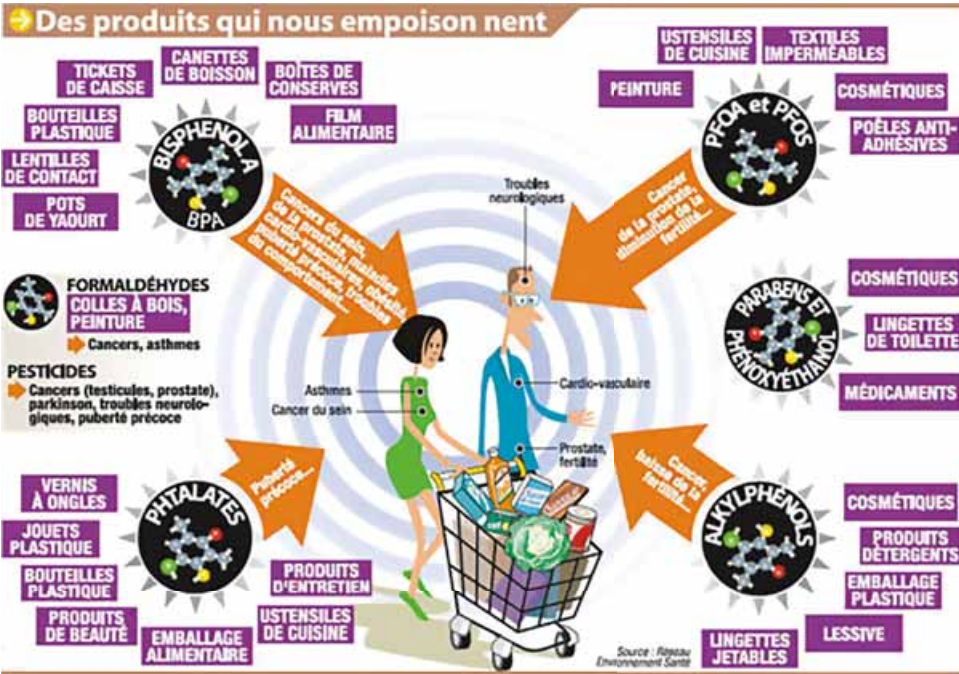 Des produits qui nous empoison nent
TICKETS
DE CAISSE
CANETTES
DE BOISSON
BOÎTES DE
CONSERVES
FILM
ALIMENTAIRE
BOUTEILLES
PLASTIQUE
LENTILLES
DE CONTACT
POTS
DE YAOURT
BISPHENOL A
BPA
Cancers du sein,
de la prostate, maladies
cardio-vasculaires, obésité,
puberté précoce, troubles
du comportement...
USTENSILES
DE CUISINE
TEXTILES
IMPERMÉABLES
PEINTURE
COSMÉTIQUES
POÊLES ANTI-
ADHÉSIVES
PFOA et PFOS
Cancer
de la prostate,
diminution de la
fertilité...
Troubles
neurologiques
FORMALDÉHYDES
COLLES À BOIS,
PEINTURE
Cancers, asthmes
PESTICIDES
Cancers (testicules, prostate),
parkinson, troubles neurolo-
giques, puberté précoce
Asthmes
Cancer du sein
Cardio-vasculaire
Prostate,
fertilité
PARABENS ET
PHÉNOXYÉTHANOL
COSMÉTIQUES
LINGETTES
DE TOILETTE
MÉDICAMENTS
PHTALATES
Puberté
précoce...
VERNIS
À ONGLES
JOUETS
PLASTIQUE
BOUTEILLES
PLASTIQUE
PRODUITS
DE BEAUTÉ
EMBALLAGE
ALIMENTAIRE
PRODUITS
D'ENTRETIEN
USTENSILES
DE CUISINE
ALKYLPHÉNOLS
Cancer,
baisse de la
fertilité...
COSMÉTIQUES
PRODUITS
DÉTERGENTS
EMBALLAGE
PLASTIQUE
LESSIVE
LINGETTES
JETABLES
Source : Réseau
Environnement Santé